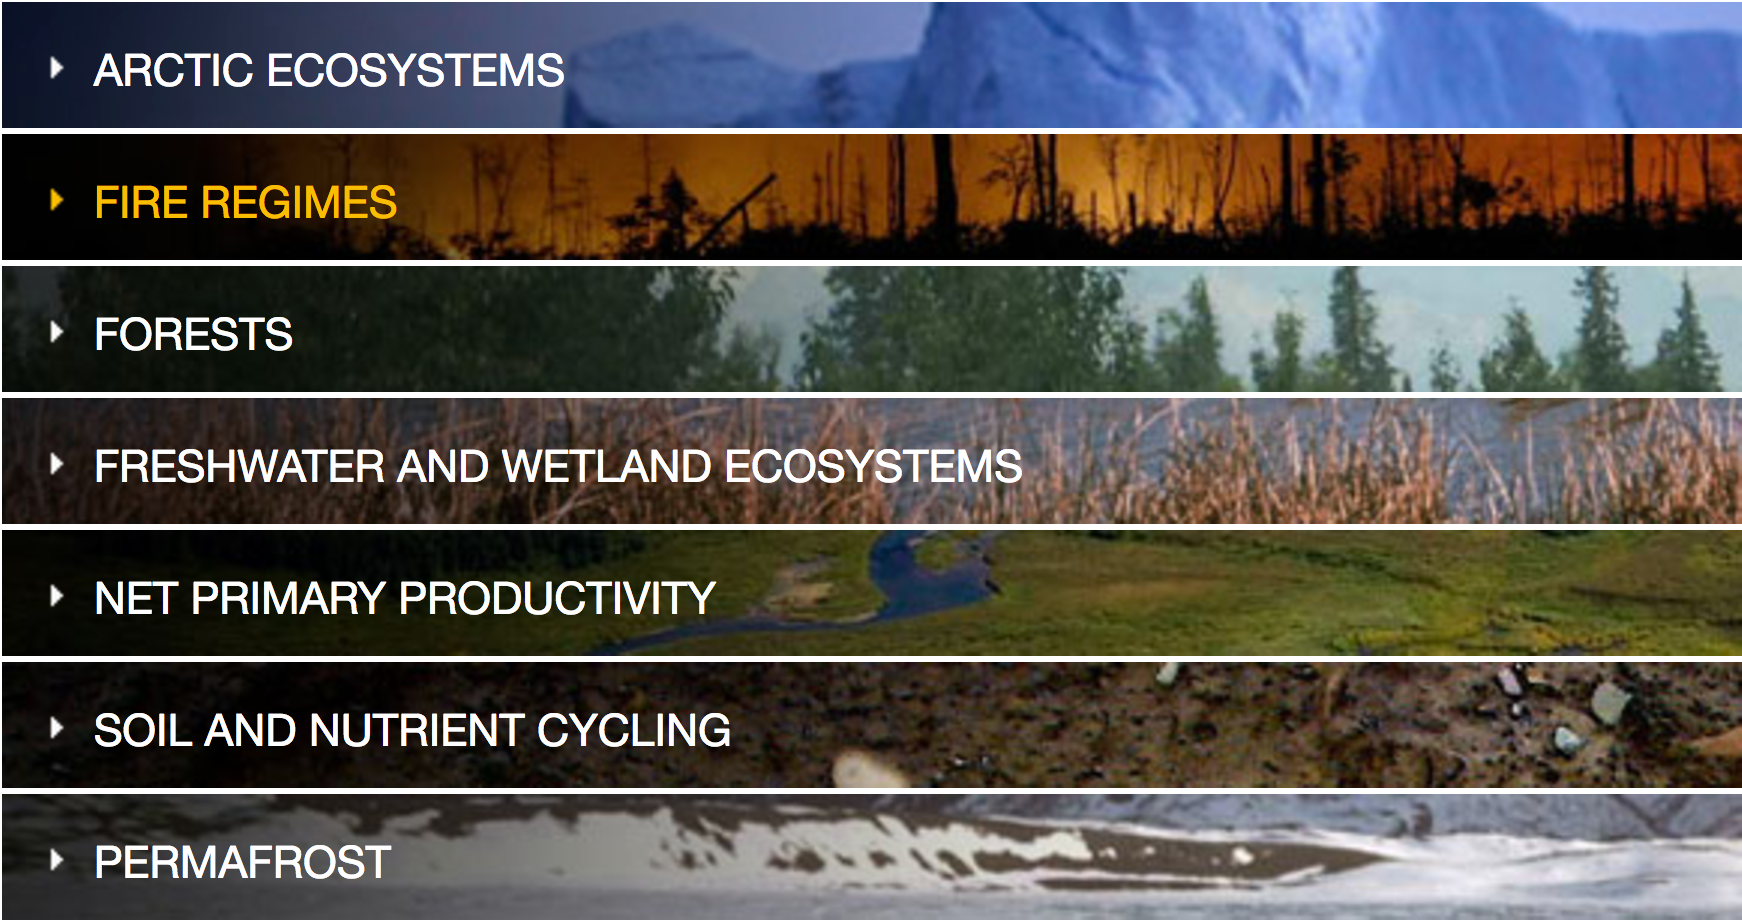 ARCTIC ECOSYSTEMS
FIRE REGIMES
FORESTS
FRESHWATER AND WETLAND ECOSYSTEMS
NET PRIMARY PRODUCTIVITY
SOIL AND NUTRIENT CYCLING
PERMAFROST